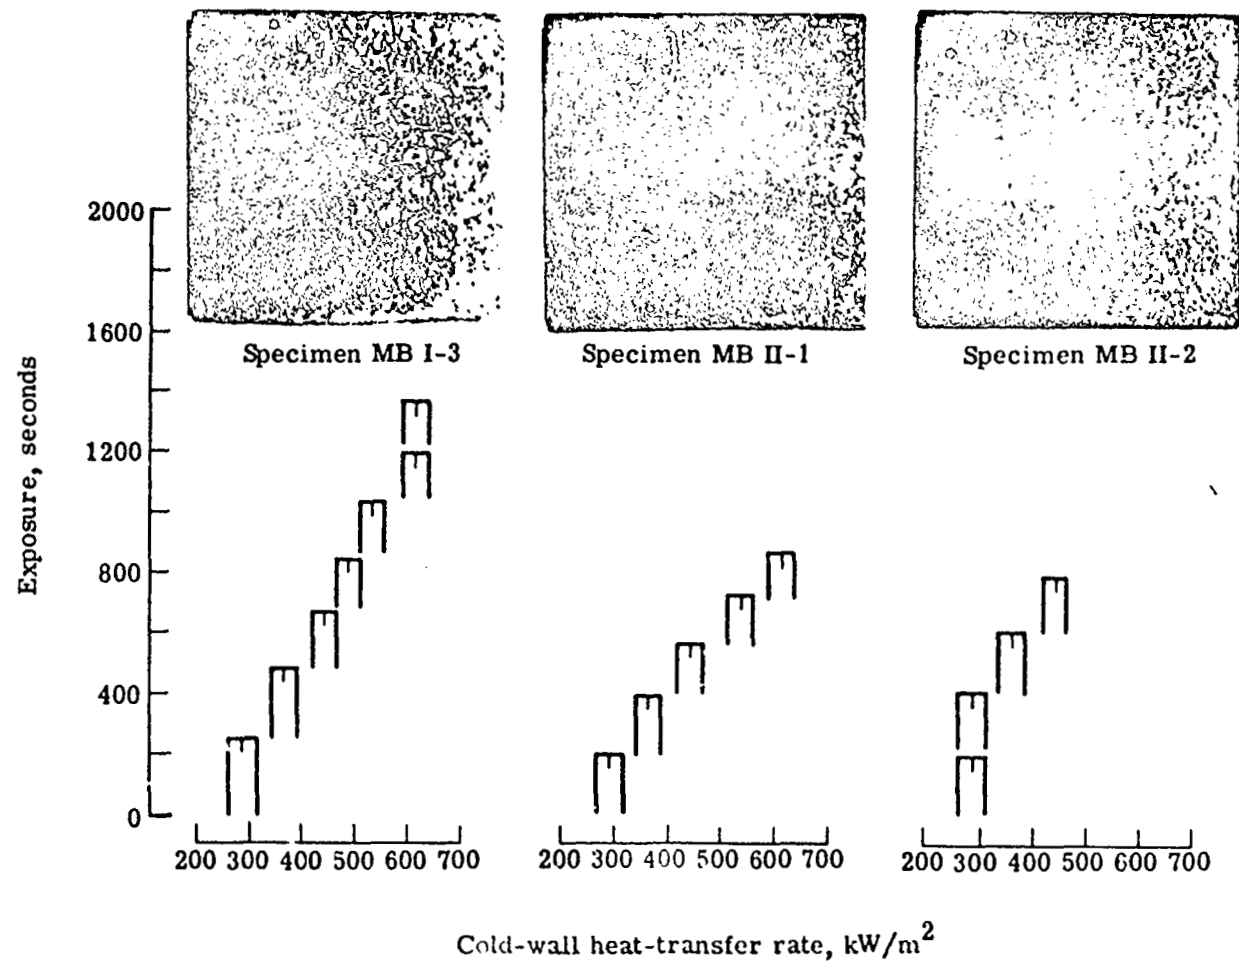 Specimen MB I-3
Specimen MB II-1
Specimen MB II-2
Exposure, seconds
2000
1600
1200
800
400
0
200 300 400 500 600 700
200 300 400 500 600 700
200 300 400 500 600 700
Cold-wall heat-transfer rate, kW/m²